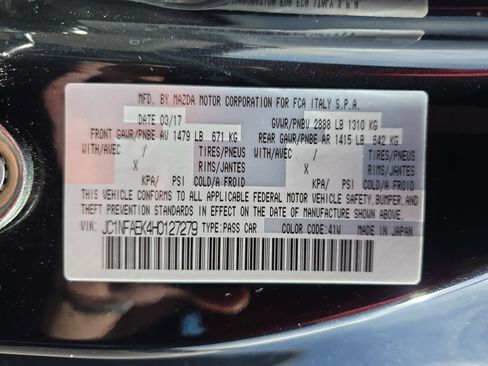 MFD. BY MAZDA MOTOR CORPORATION FOR FCA ITALY S.P.A.
DATE 03/17 GVWR/PNBV 2888 LB 1310 KG
FRONT GAWR/PNBE AV 1479 LB 671 KG REAR GAWR/PNBE AR 1415 LB 642 KG
WITH/AVEC / TIRES/PNEUS WITH/AVEC / TIRES/PNEUS
X RIMS/JANTES X RIMS/JANTES
KPA/ PSI COLD/A FROID KPA/ PSI COLD/A FROID
THIS VEHICLE CONFORMS TO ALL APPLICABLE FEDERAL MOTOR VEHICLE SAFETY, BUMPER, AND
THEFT PREVENTION STANDARDS IN EFFECT ON THE DATE OF MANUFACTURE SHOWN ABOVE.
VIN: JC1NFAEK4H0127279 TYPE: PASS CAR COLOR CODE: 41W MADE IN JAPAN